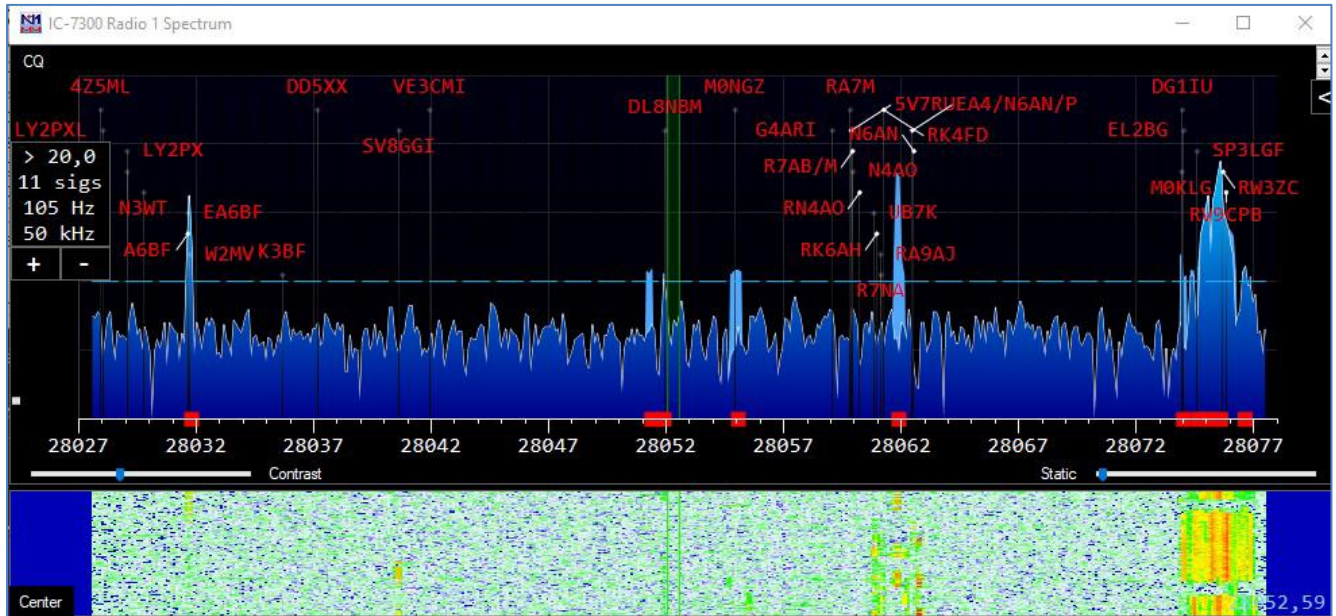 IC-7300 Radio 1 Spectrum
CQ
4Z5ML DD5XX VE3CMI DL8NBM M0NGZ RA7M 5V7RU EA4/N6AN/P DG1IU
LY2PXL LY2PX SV8GGI G4ARI N6AN RK4FD EL2BG SP3LGF
R7AB/M N4AO M0KLG RW3ZC
N3WT EA6BF RN4AO UB7K RV9CPB
A6BF W2MV K3BF RK6AH RA9AJ
R7NA
> 20,0
11 sigs
105 Hz
50 kHz
+ -
28027 28032 28037 28042 28047 28052 28057 28062 28067 28072 28077
Contrast Static
Center 52,59